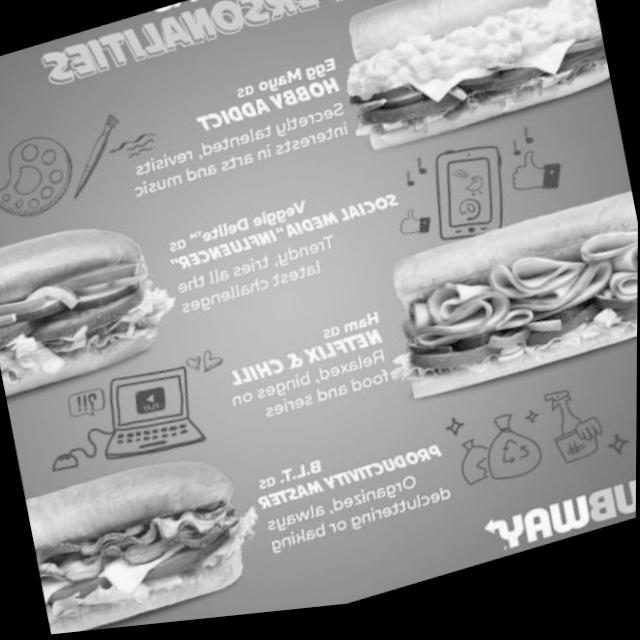 PERSONALITIES
Egg Mayo as
HOBBY ADDICT
Secretly talented, revisits
interests in arts and music
Veggie Delite™ as
SOCIAL MEDIA "INFLUENCER"
Trendy, tries all the
latest challenges
Ham as
NETFLIX & CHILL
Relaxed, binges on
food and series
!!?
B.L.T. as
PRODUCTIVITY MASTER
Organized, always
decluttering or baking
UBWAY